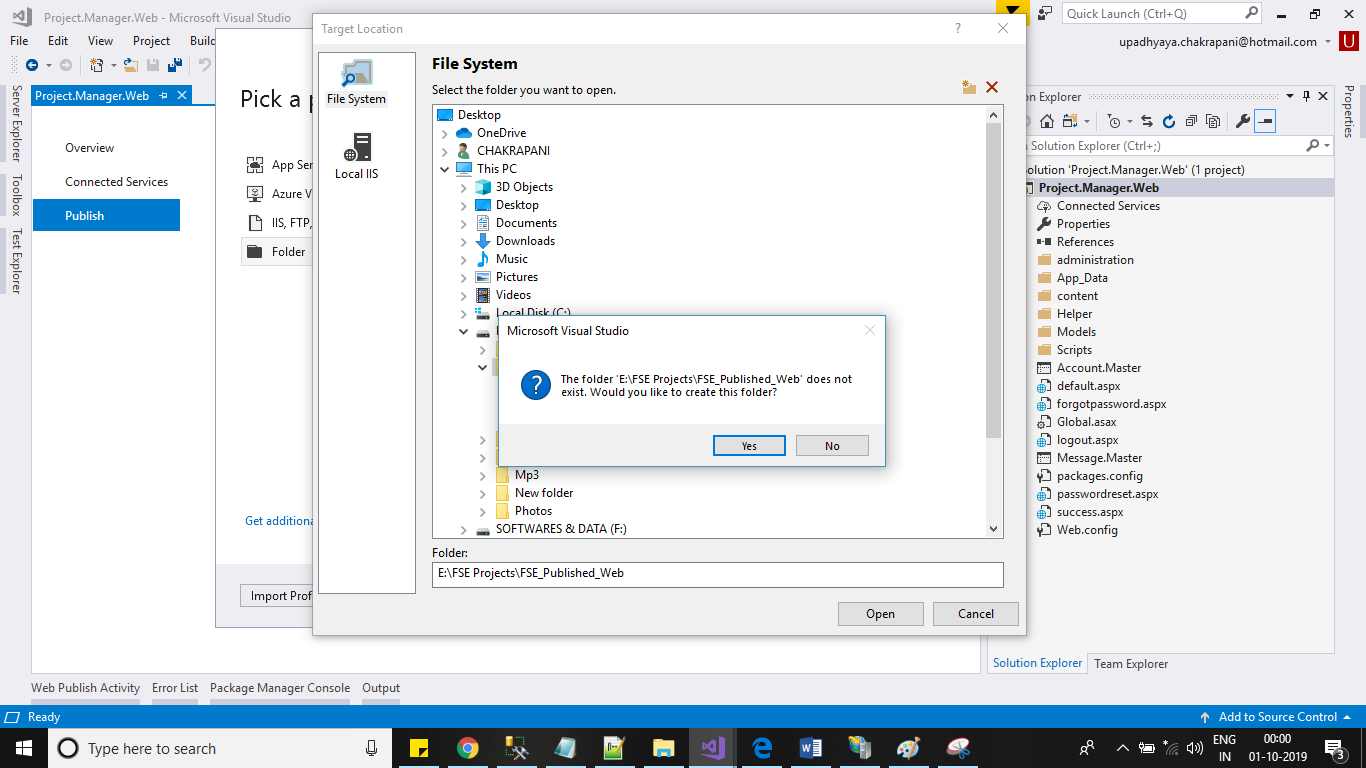 Project.Manager.Web - Microsoft Visual Studio
Quick Launch (Ctrl+Q)
File Edit View Project Build
upadhyaya.chakrapani@hotmail.com
U
Server Explorer
Toolbox
Test Explorer
Project.Manager.Web
Overview
Connected Services
Publish
Pick a
App Ser
Azure V
IIS, FTP,
Folder
Get additiona
Import Prof
Target Location
?
File System
Local IIS
File System
Select the folder you want to open.
Desktop
OneDrive
CHAKRAPANI
This PC
3D Objects
Desktop
Documents
Downloads
Music
Pictures
Videos
Local Disk (C:)
Mp3
New folder
Photos
SOFTWARES & DATA (F:)
Folder:
E:\FSE Projects\FSE_Published_Web
Open
Cancel
Microsoft Visual Studio
The folder 'E:\FSE Projects\FSE_Published_Web' does not
exist. Would you like to create this folder?
Yes
No
on Explorer
Solution Explorer (Ctrl+;)
olution 'Project.Manager.Web' (1 project)
Project.Manager.Web
Connected Services
Properties
References
administration
App_Data
content
Helper
Models
Scripts
Account.Master
default.aspx
forgotpassword.aspx
Global.asax
logout.aspx
Message.Master
packages.config
passwordreset.aspx
success.aspx
Web.config
Solution Explorer
Team Explorer
Properties
Web Publish Activity
Error List
Package Manager Console
Output
Ready
Add to Source Control
Type here to search
ENG
IN
00:00
01-10-2019
3